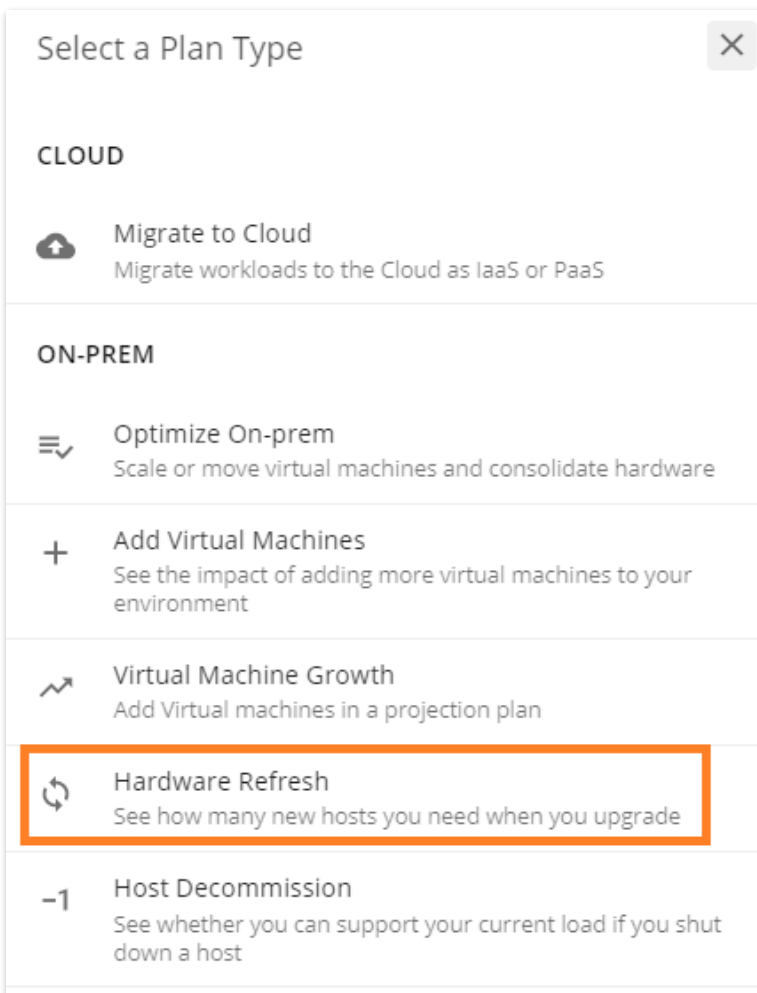 Select a Plan Type
CLOUD
Migrate to Cloud
Migrate workloads to the Cloud as IaaS or PaaS
ON-PREM
Optimize On-prem
Scale or move virtual machines and consolidate hardware
Add Virtual Machines
See the impact of adding more virtual machines to your
environment
Virtual Machine Growth
Add Virtual machines in a projection plan
Hardware Refresh
See how many new hosts you need when you upgrade
-1 Host Decommission
See whether you can support your current load if you shut
down a host